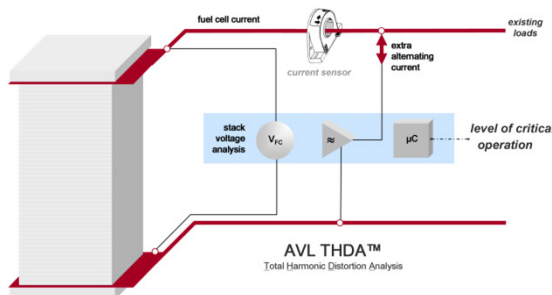 fuel cell current
existing
loads
extra
alternating
current
current sensor
stack
voltage
analysis
VFC
≈
µC
level of critical
operation
AVL THDA™
Total Harmonic Distortion Analysis